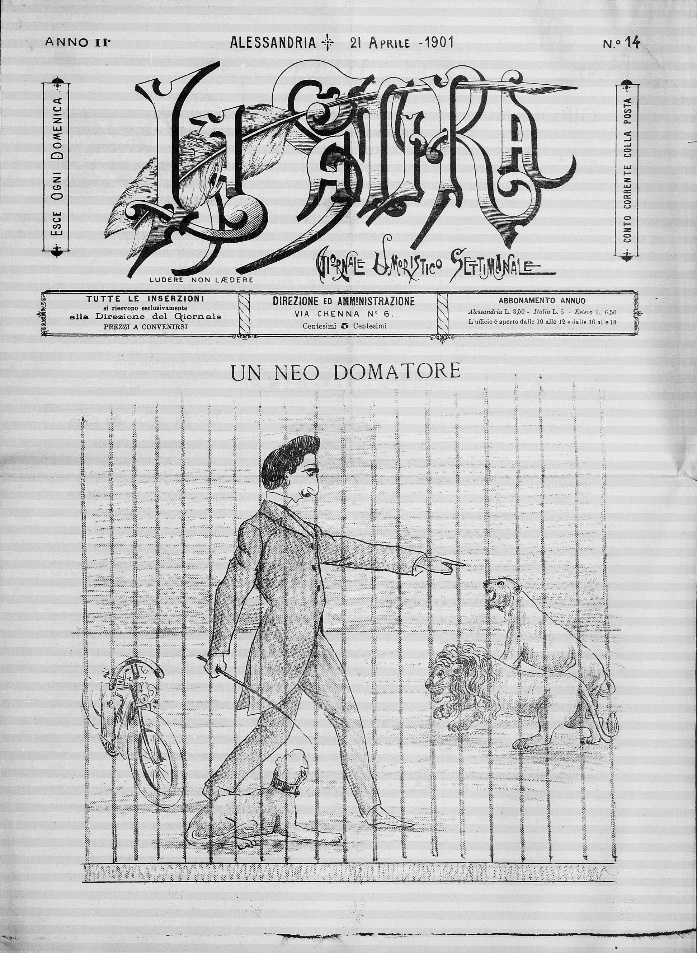 ANNO II·
ALESSANDRIA 21 APRILE - 1901
N.º 14
ESCE OGNI DOMENICA
LA SATIRA
CONTO CORRENTE COLLA POSTA
GIORNALE UMORISTICO SETTIMANALE
LUDERE NON LÆDERE
TUTTE LE INSERZIONI
si ricevono esclusivamente
alla Direzione del Giornale
PREZZI A CONVENIRSI
DIREZIONE ED AMMINISTRAZIONE
VIA CHENNA Nº 6.
Centesimi 5 Centesimi
ABBONAMENTO ANNUO
Alessandria L. 3,50 - Italia L. 5 - Estero L. 6,50
L'ufficio è aperto dalle 10 alle 12 e dalle 16 alle 18
UN NEO DOMATORE